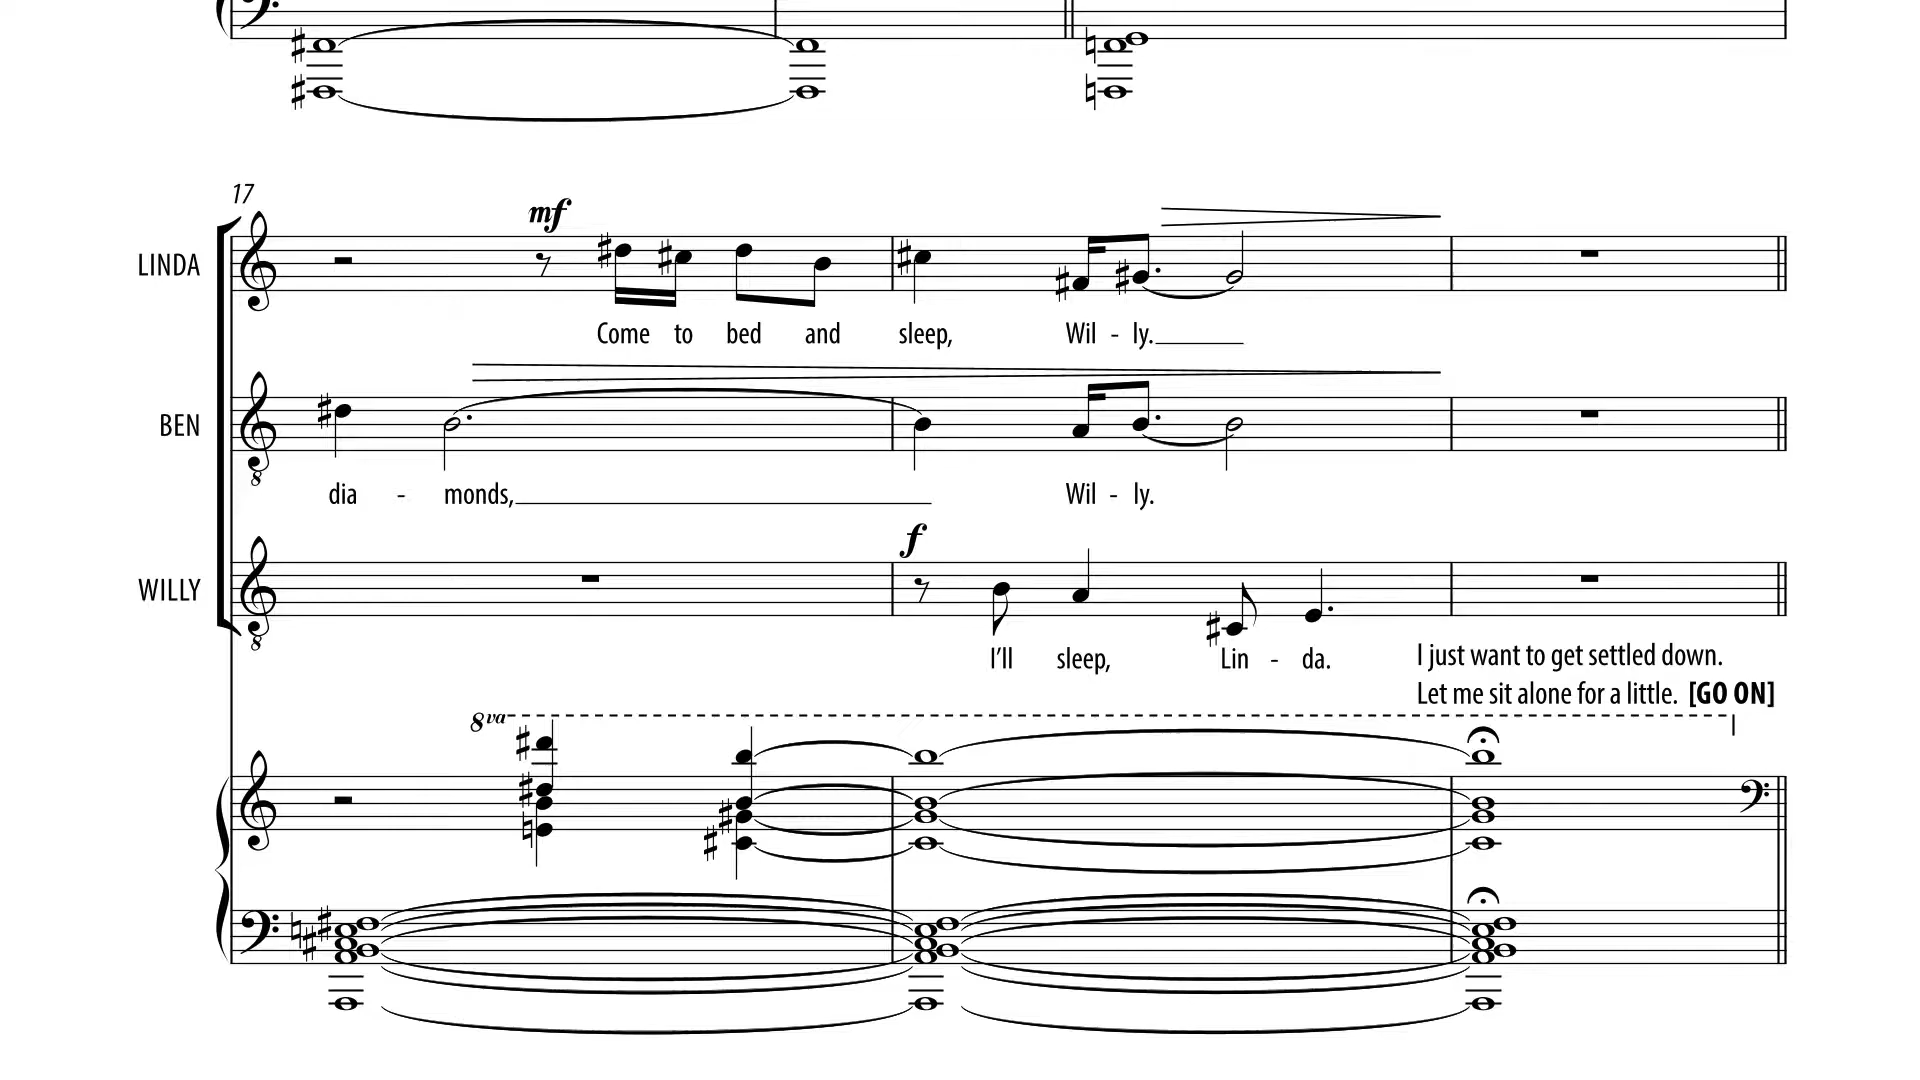 17
mf
LINDA
Come to bed and sleep, Wil - ly.
BEN
dia - monds, Wil - ly.
f
WILLY
I'll sleep, Lin - da. I just want to get settled down.
Let me sit alone for a little. [GO ON]
8va